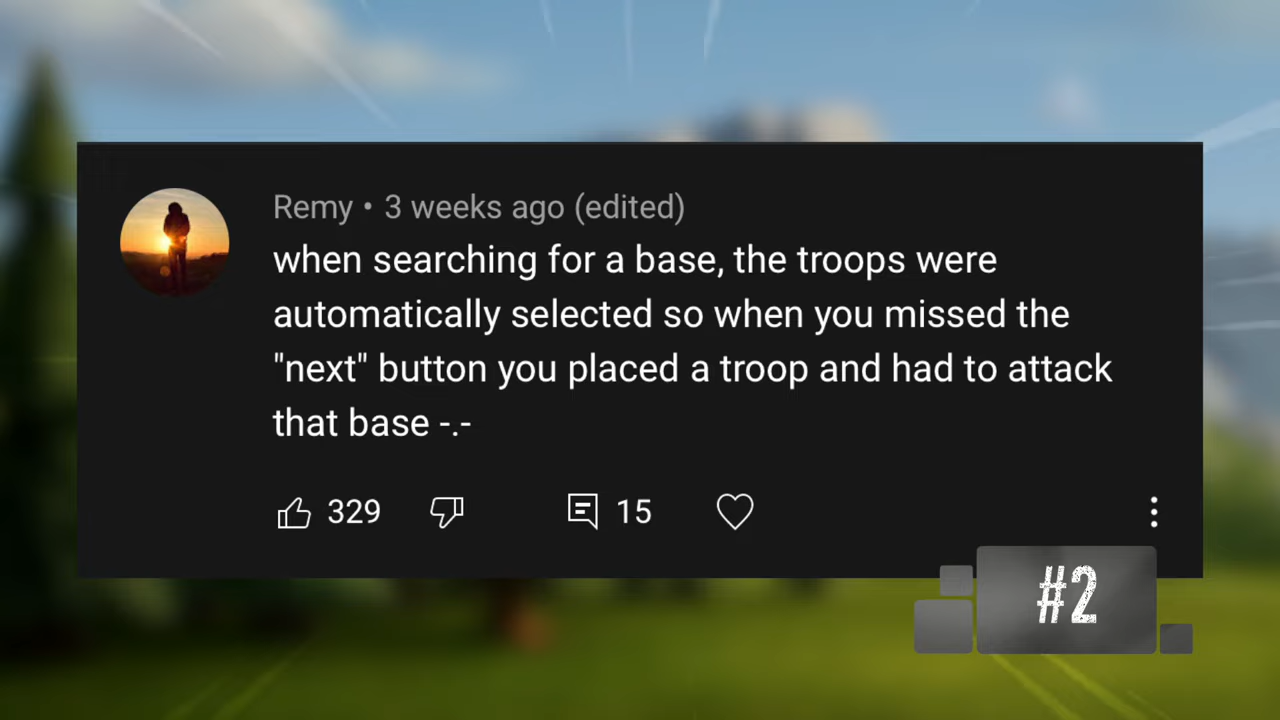 Remy • 3 weeks ago (edited)
when searching for a base, the troops were
automatically selected so when you missed the
"next" button you placed a troop and had to attack
that base -.-
329 15
#2